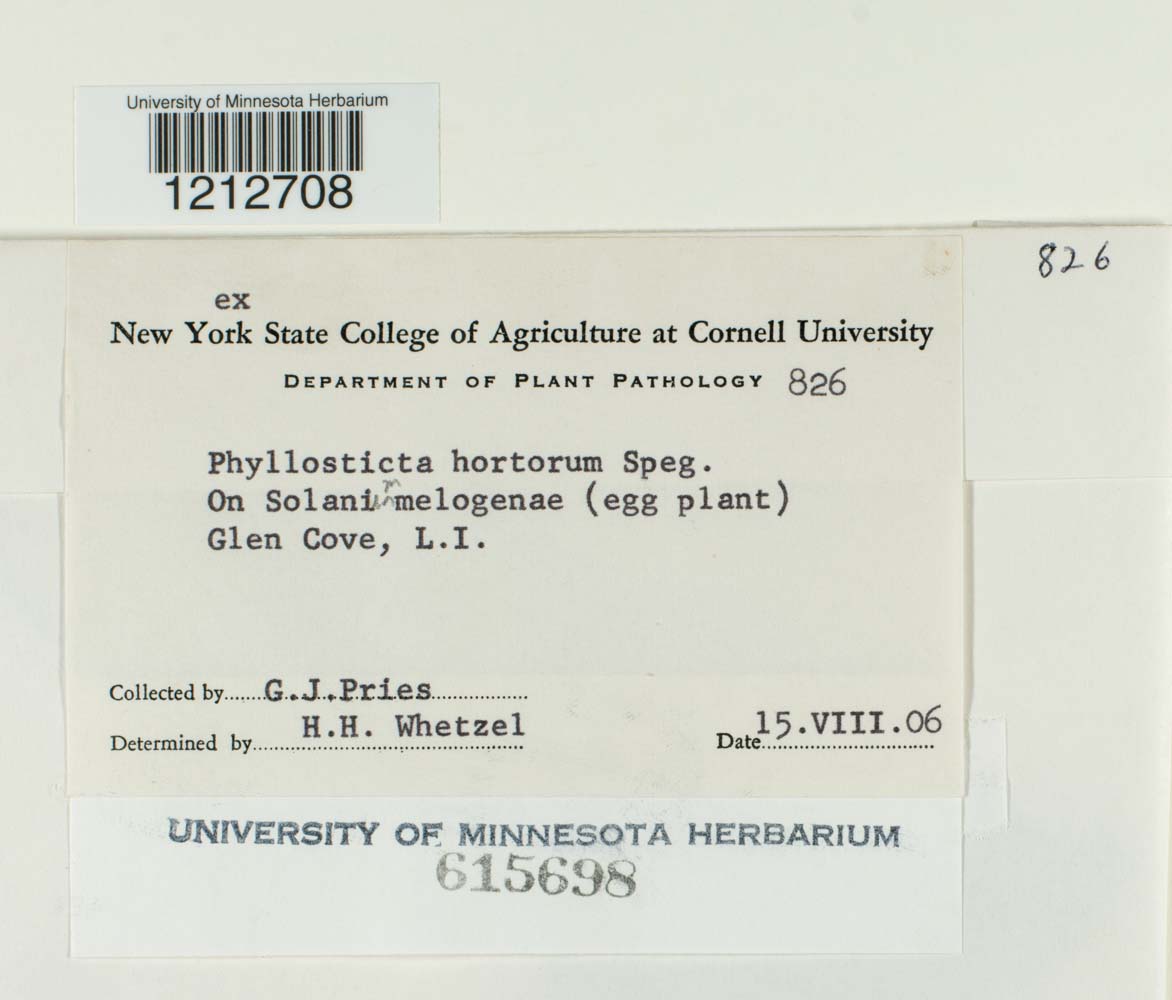 University of Minnesota Herbarium
1212708
826
ex
New York State College of Agriculture at Cornell University
DEPARTMENT OF PLANT PATHOLOGY 826
Phyllosticta hortorum Speg.
On Solanum melogenae (egg plant)
Glen Cove, L.I.
Collected by G.J.Pries
Determined by H.H. Whetzel
Date 15.VIII.06
UNIVERSITY OF MINNESOTA HERBARIUM
615698